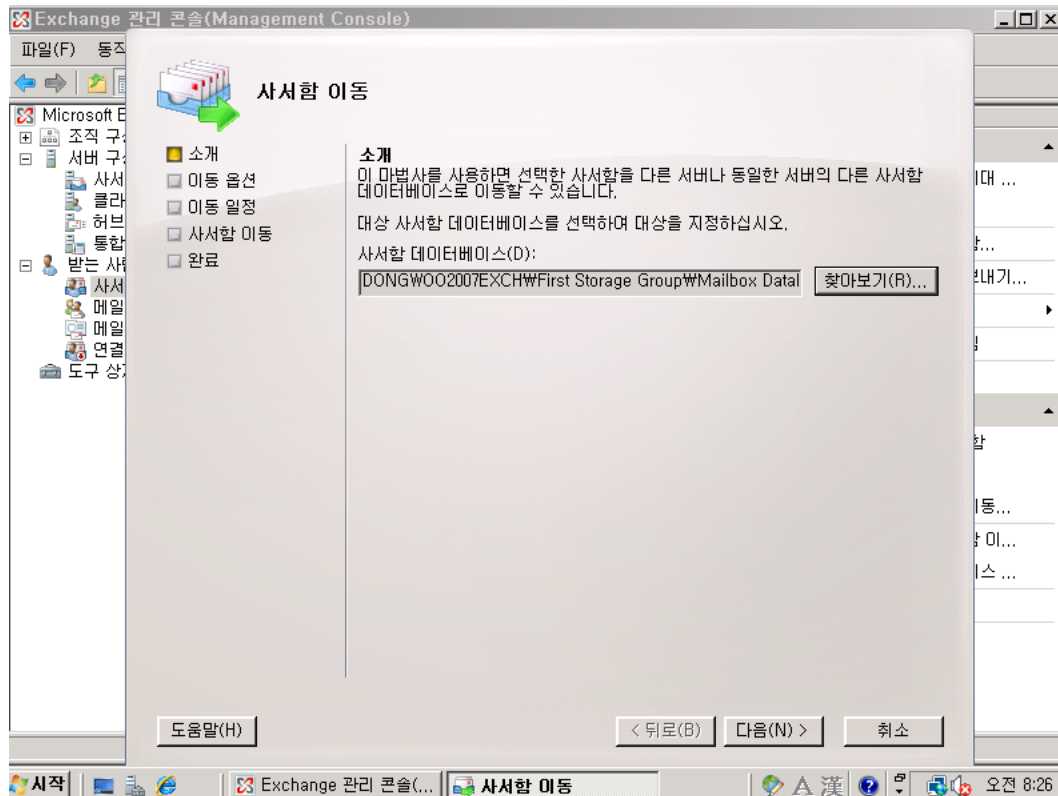 Exchange 관리 콘솔(Management Console)
파일(F) 동작
Microsoft E
조직 구
서버 구
사서
클라
허브
통합
받는 사
사서
메일
메일
연결
도구 상
사서함 이동
소개
이동 옵션
이동 일정
사서함 이동
완료
소개
이 마법사를 사용하면 선택한 사서함을 다른 서버나 동일한 서버의 다른 사서함
데이터베이스로 이동할 수 있습니다.
대상 사서함 데이터베이스를 선택하여 대상을 지정하십시오.
사서함 데이터베이스(D):
DONGWOO2007EXCH₩First Storage Group₩Mailbox Data
찾아보기(R)...
내기...
동...
이...
스 ...
도움말(H)
< 뒤로(B) 다음(N) > 취소
시작 Exchange 관리 콘솔(... 사서함 이동 A 漢 오전 8:26